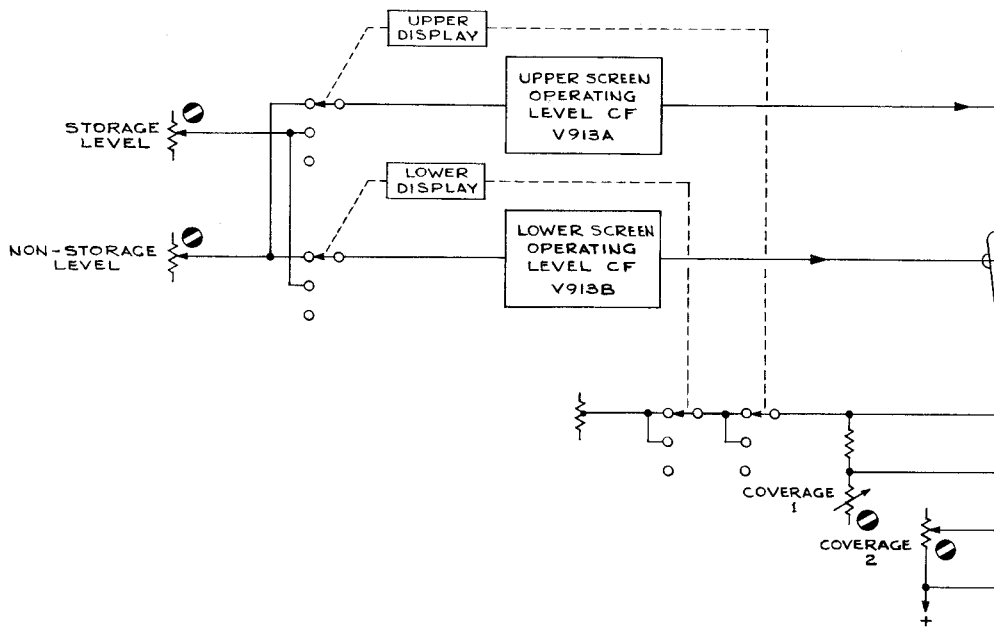 UPPER
DISPLAY
UPPER SCREEN
OPERATING
LEVEL CF
V913A
STORAGE
LEVEL
LOWER
DISPLAY
NON-STORAGE
LEVEL
LOWER SCREEN
OPERATING
LEVEL CF
V913B
COVERAGE
1
COVERAGE
2
+